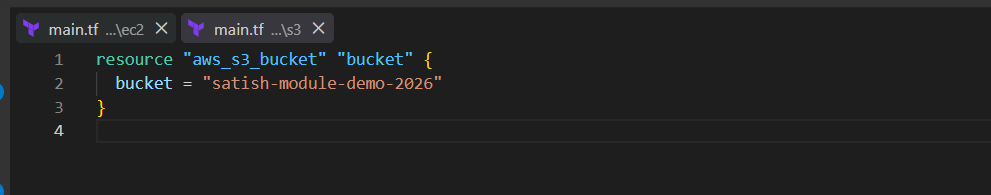 main.tf ...\ec2 × main.tf ...\s3 ×
1 resource "aws_s3_bucket" "bucket" {
2   bucket = "satish-module-demo-2026"
3 }
4